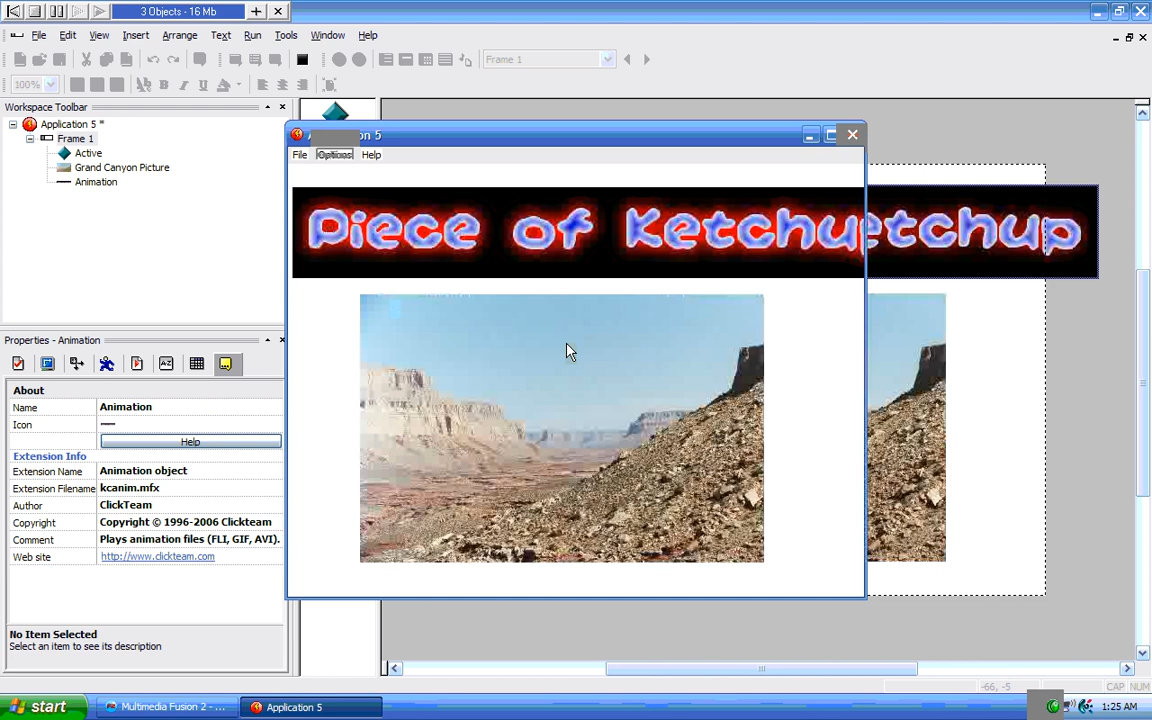 3 Objects - 16 Mb
File Edit View Insert Arrange Text Run Tools Window Help
Frame 1
100%
Workspace Toolbar
Application 5 *
Frame 1
Active
Grand Canyon Picture
Animation
Properties - Animation
About
Name Animation
Icon
Help
Extension Info
Extension Name Animation object
Extension Filename kcanim.mfx
Author ClickTeam
Copyright Copyright © 1996-2006 Clickteam
Comment Plays animation files (FLI, GIF, AVI).
Web site http://www.clickteam.com
No Item Selected
Select an item to see its description
5
File Options Help
Piece of Ketchup
etchup
-66, -5 CAP NUM
start Multimedia Fusion 2 - ... Application 5 1:25 AM